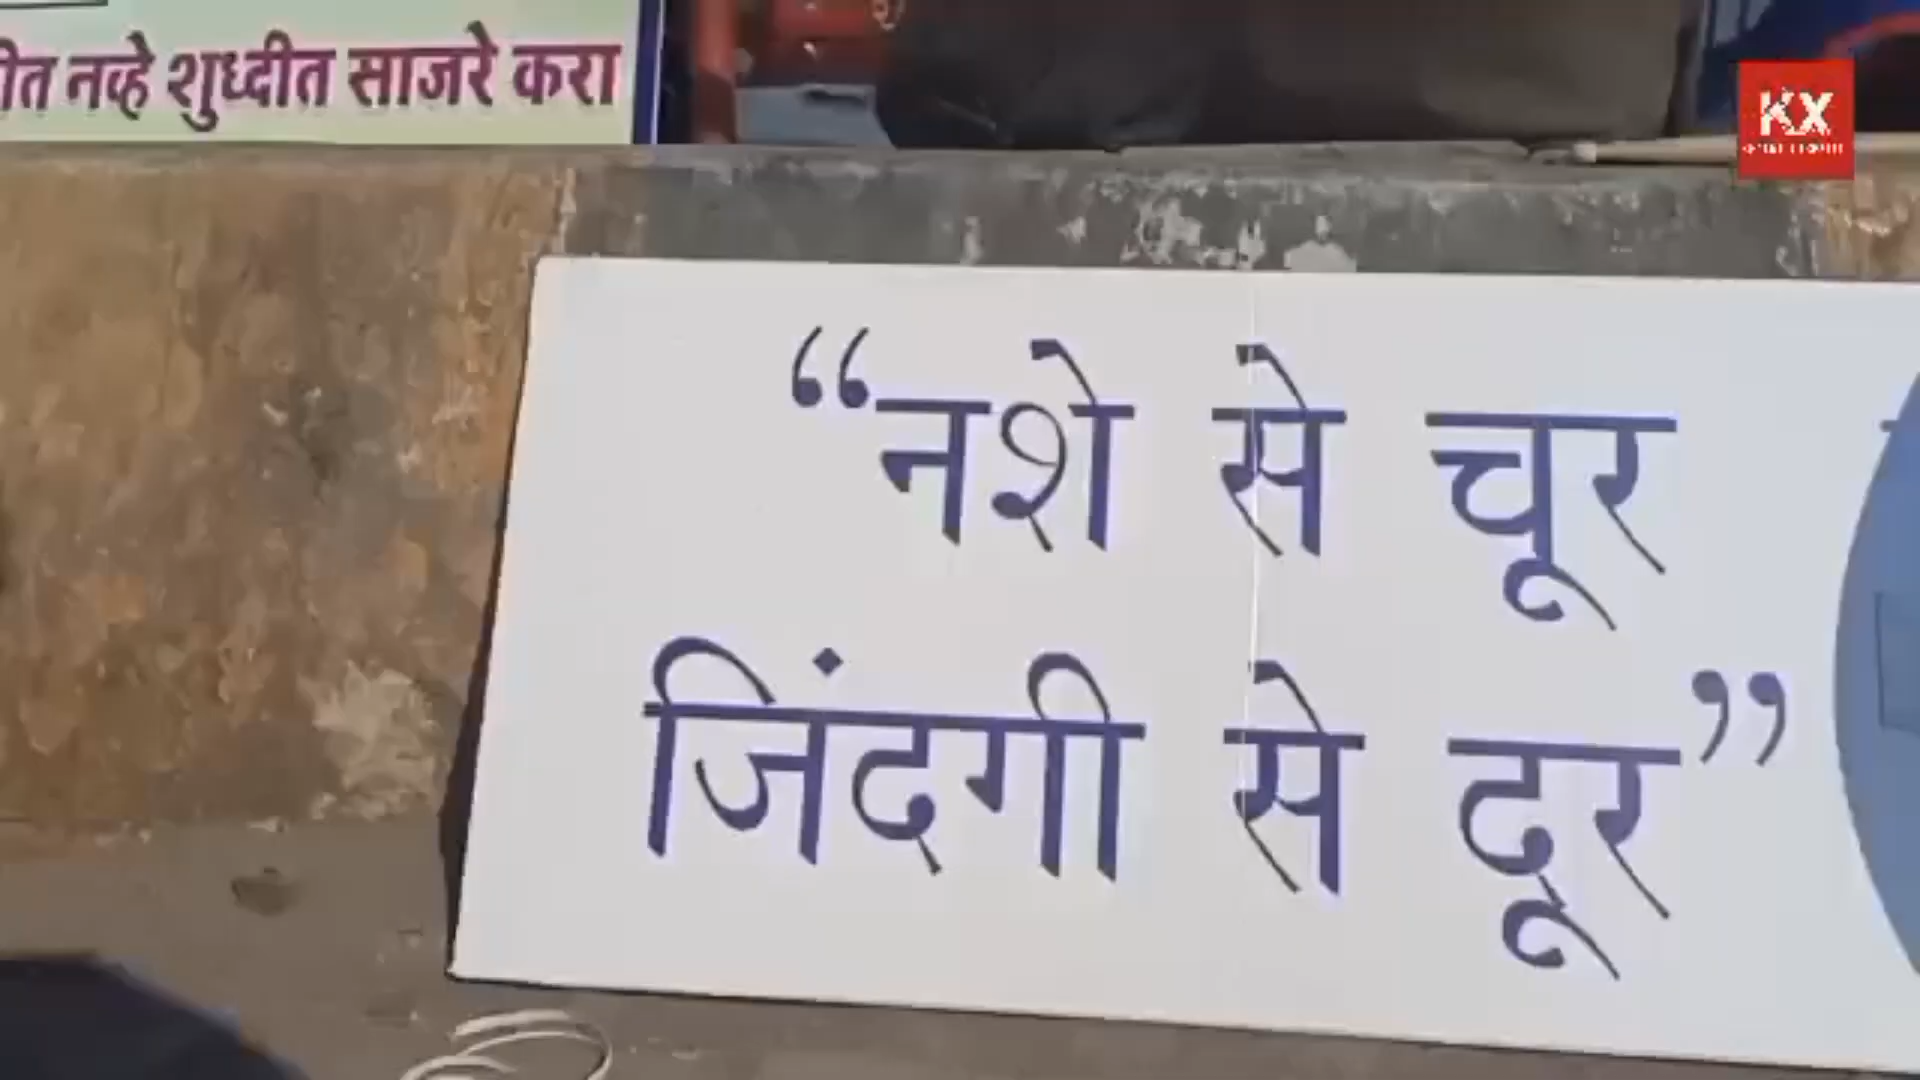 नव्हे शुध्दीत साजरे करा
KX
“नशे से चूर
जिंदगी से दूर”